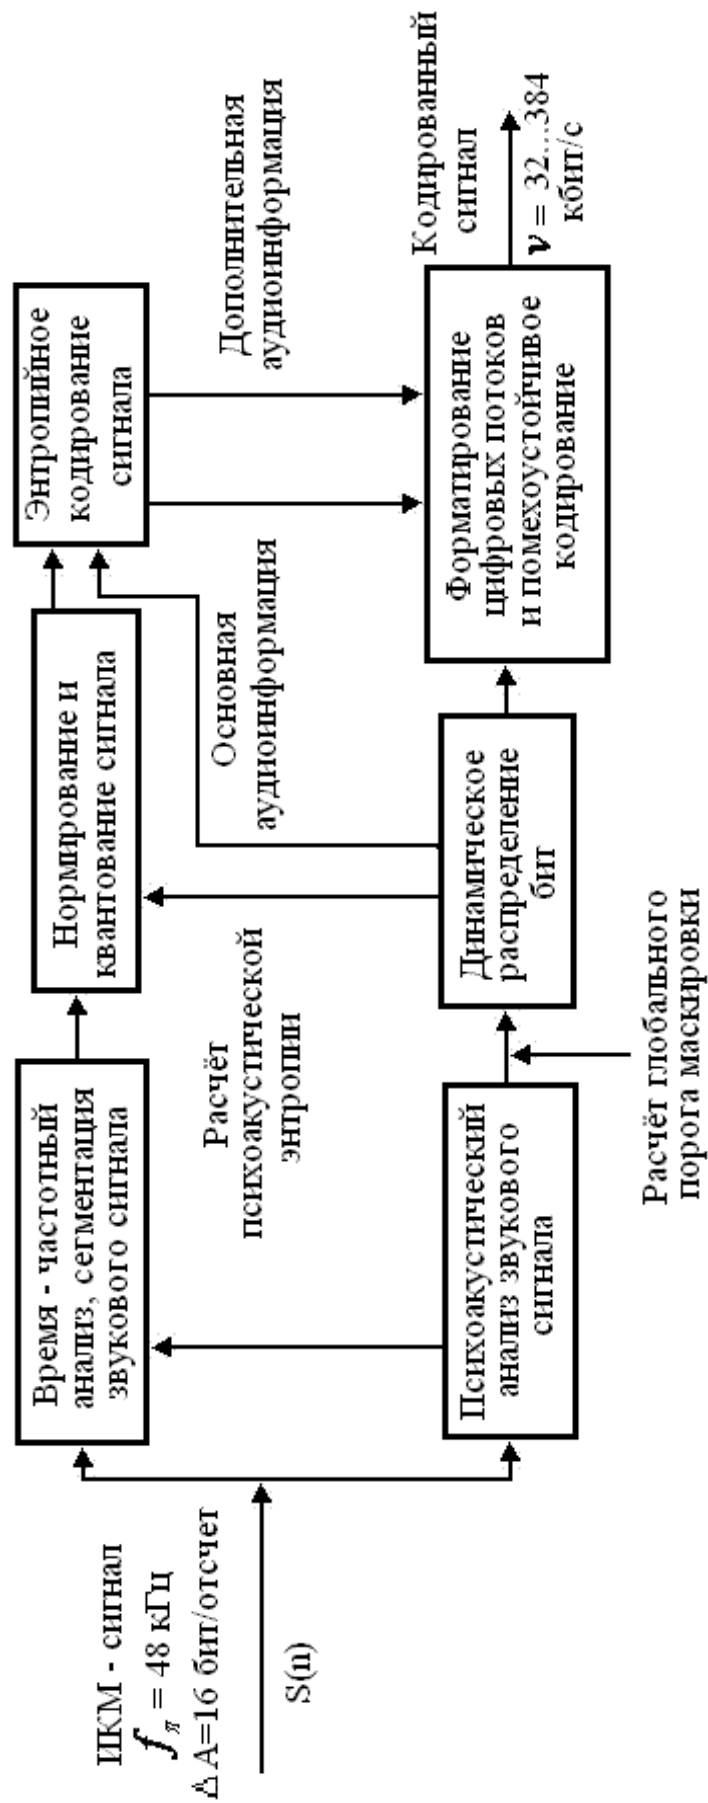 ИКМ - сигнал
fд = 48 кГц
ΔA=16 бит/отсчет
S(n)
Время - частотный
анализ, сегментация
звукового сигнала
Нормирование и
квантование сигнала
Энтропийное
кодирование
сигнала
Расчёт
психоакустической
энтропии
Основная
аудиоинформация
Дополнительная
аудиоинформация
Психоакустический
анализ звукового
сигнала
Динамическое
распределение
бит
Форматирование
цифровых потоков
и помехоустойчивое
кодирование
Кодированный
сигнал
ν = 32...384
кбит/с
Расчёт глобального
порога маскировки